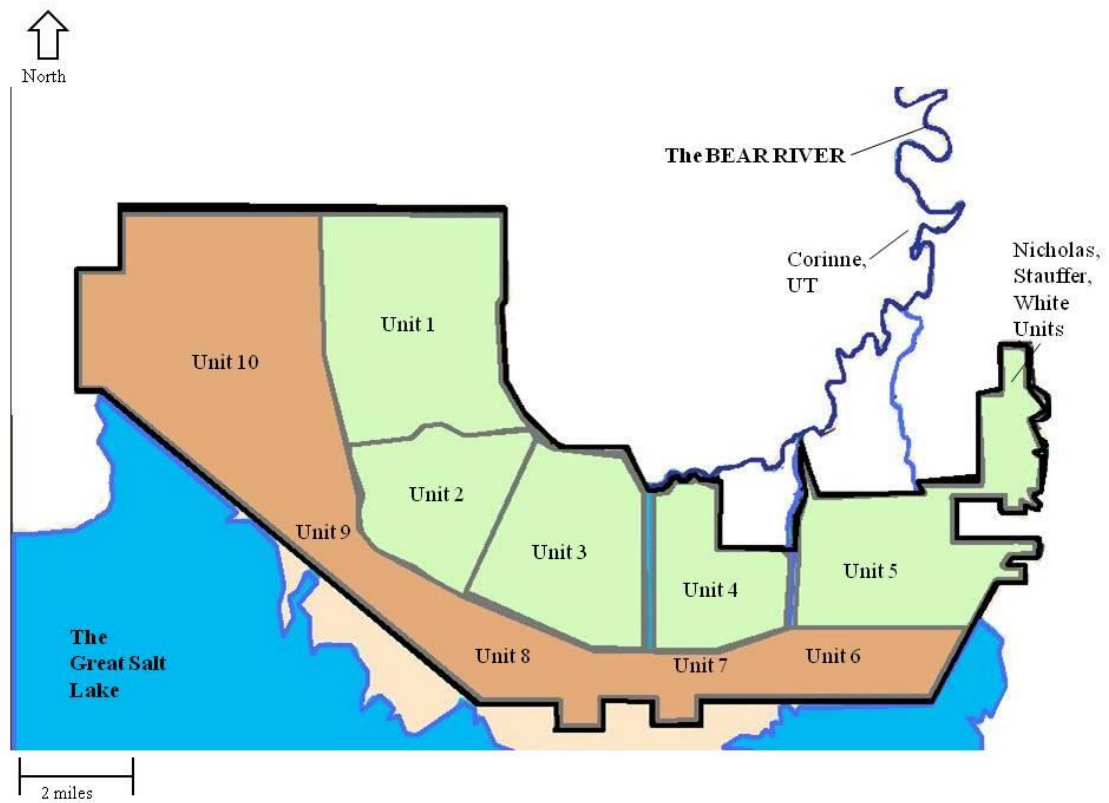 North
The BEAR RIVER
Corinne,
UT
Nicholas,
Stauffer,
White
Units
Unit 1
Unit 10
Unit 2
Unit 9
Unit 3
Unit 4
Unit 5
Unit 8
Unit 7
Unit 6
The
Great Salt
Lake
2 miles